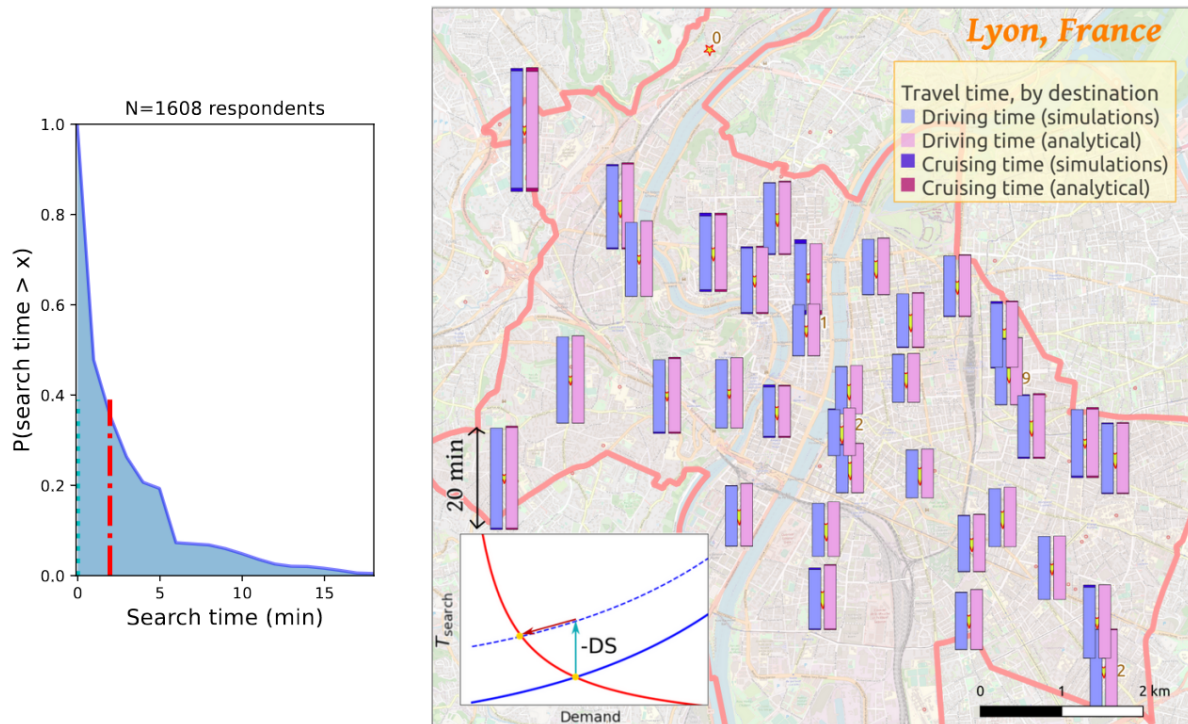 N=1608 respondents
1.0
0.8
0.6
0.4
0.2
0.0
P(search time > x)
0
5
10
15
Search time (min)
Lyon, France
Travel time, by destination
Driving time (simulations)
Driving time (analytical)
Cruising time (simulations)
Cruising time (analytical)
0
1
9
2
2
20 min
-DS
T search
Demand
0
1
2 km